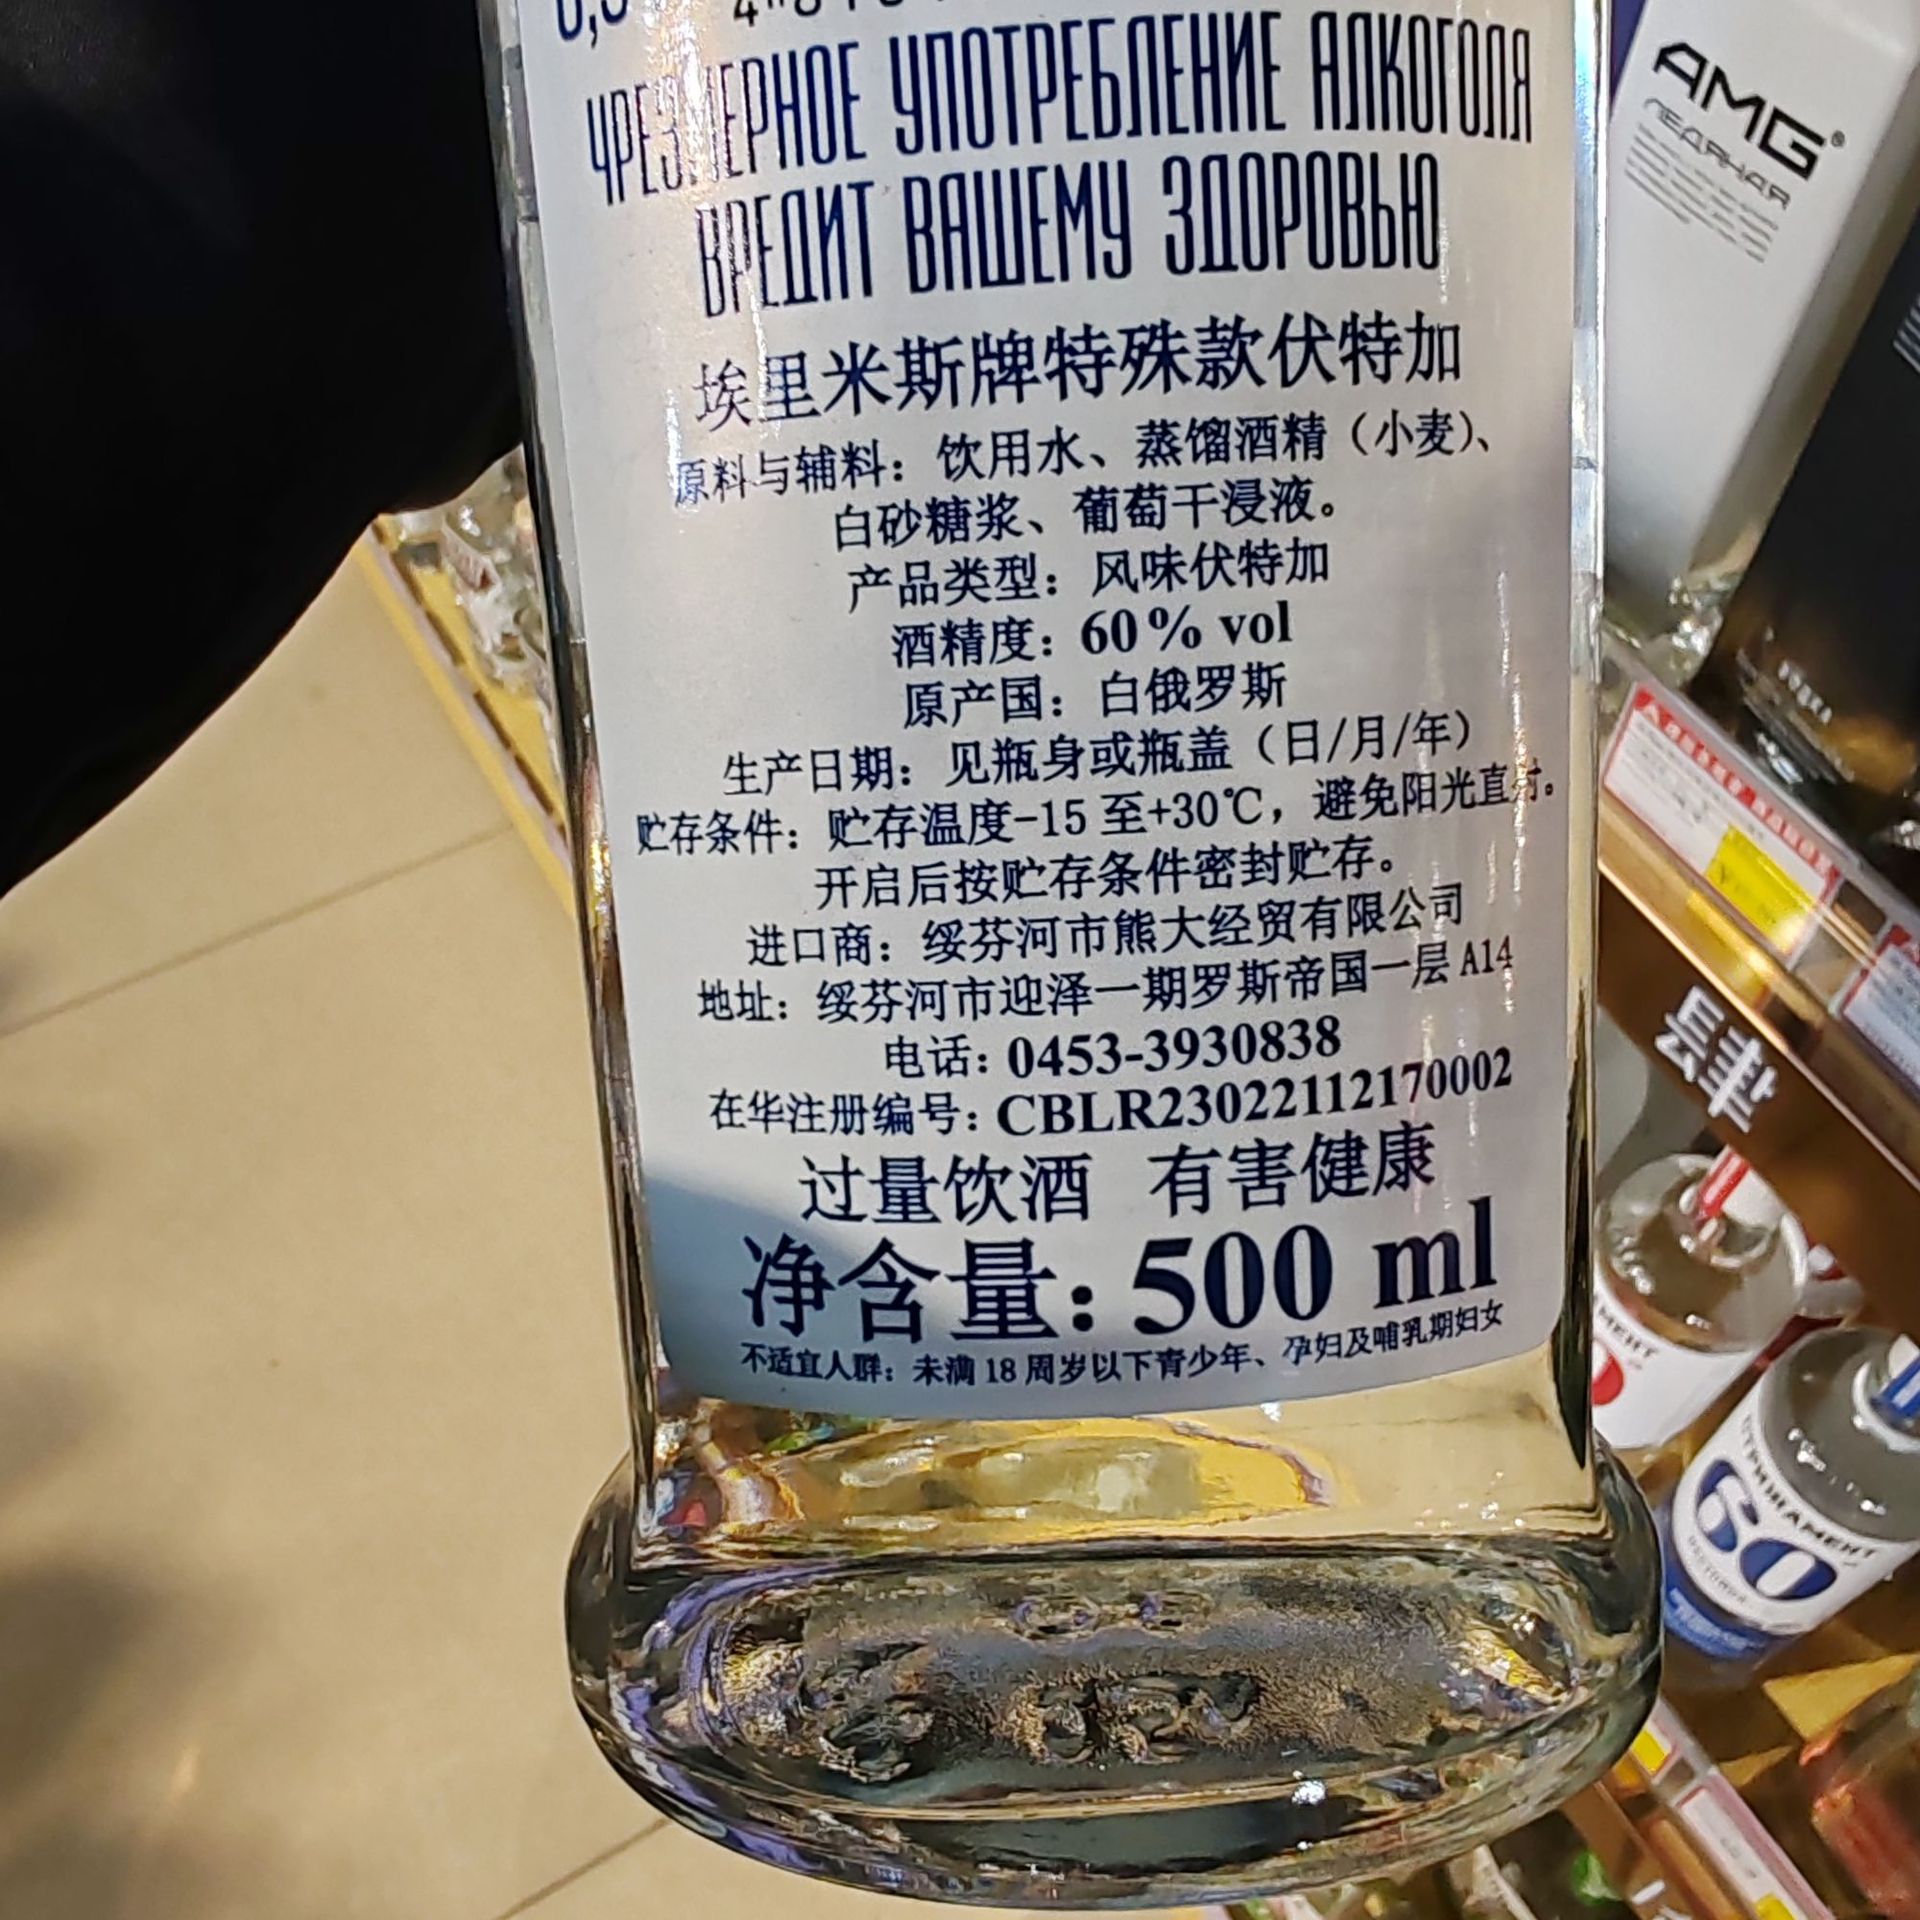 ЧРЕЗМЕРНОЕ УПОТРЕБЛЕНИЕ АЛКОГОЛЯ
ВРЕДИТ ВАШЕМУ ЗДОРОВЬЮ
埃里米斯牌特殊款伏特加
原料与辅料：饮用水、蒸馏酒精（小麦）、
白砂糖浆、葡萄干浸液。
产品类型：风味伏特加
酒精度：60% vol
原产国：白俄罗斯
生产日期：见瓶身或瓶盖（日/月/年）
贮存条件：贮存温度-15 至+30℃，避免阳光直射。
开启后按贮存条件密封贮存。
进口商：绥芬河市熊大经贸有限公司
地址：绥芬河市迎泽一期罗斯帝国一层 A14
电话：0453-3930838
在华注册编号：CBLR23022112170002
过量饮酒 有害健康
净含量：500 ml
不适宜人群：未满 18 周岁以下青少年、孕妇及哺乳期妇女
AMG®
ЛЕДЯНАЯ
肆
60